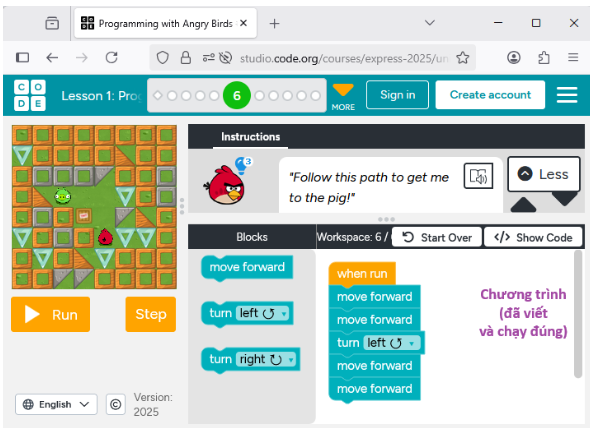 Programming with Angry Birds
studio.code.org/courses/express-2025/un
C O
D E
Lesson 1: Pro
6
MORE
Sign in
Create account
Instructions
3
"Follow this path to get me
to the pig!"
Less
Blocks
Workspace: 6 /
Start Over
</> Show Code
move forward
turn left
turn right
when run
move forward
move forward
turn left
move forward
move forward
Chương trình
(đã viết
và chạy đúng)
Run
Step
English
©
Version:
2025